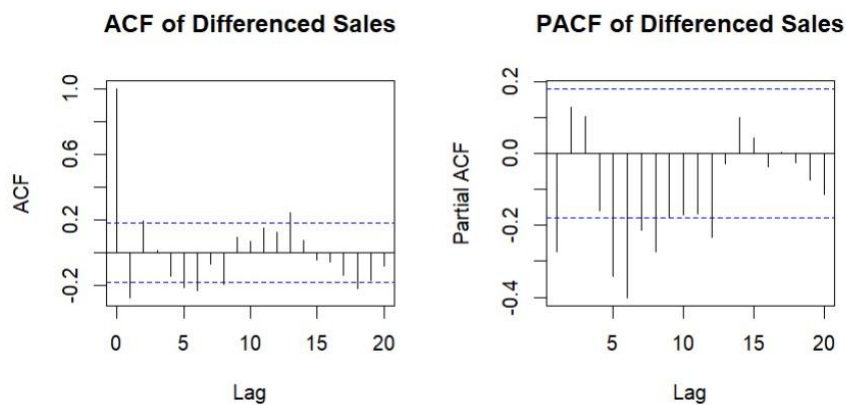 ACF of Differenced Sales
ACF
1.0
0.6
0.2
-0.2
0
5
10
15
20
Lag
PACF of Differenced Sales
Partial ACF
0.2
0.0
-0.2
-0.4
5
10
15
20
Lag